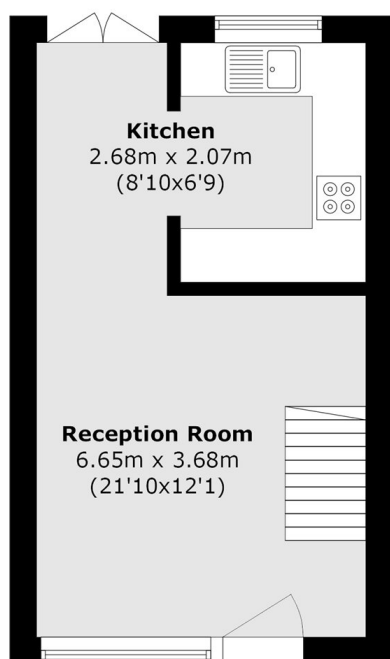 Kitchen
2.68m x 2.07m
(8'10x6'9)
Reception Room
6.65m x 3.68m
(21'10x12'1)